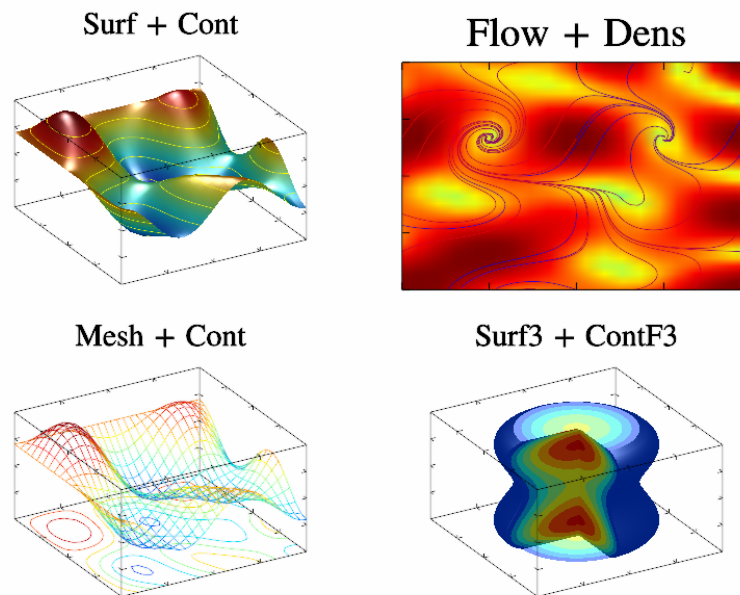 Surf + Cont
Flow + Dens
Mesh + Cont
Surf3 + ContF3